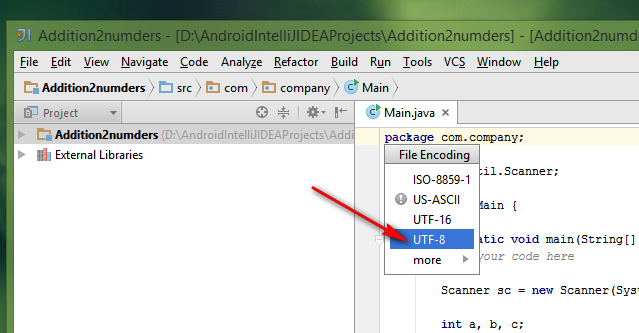 Addition2numders - [D:\AndroidIntelliJIDEAProjects\Addition2numders] - [Addition2numd
File Edit View Navigate Code Analyze Refactor Build Run Tools VCS Window Help
Addition2numders src com company Main
Project Main.java
Addition2numders (D:\AndroidIntelliJIDEAProjects\Addi
External Libraries
package com.company;
File Encoding
ISO-8859-1
til.Scanner;
US-ASCII
UTF-16
Main {
UTF-8
atic void main(String[]
more
your code here
Scanner sc = new Scanner(Syst
int a, b, c;